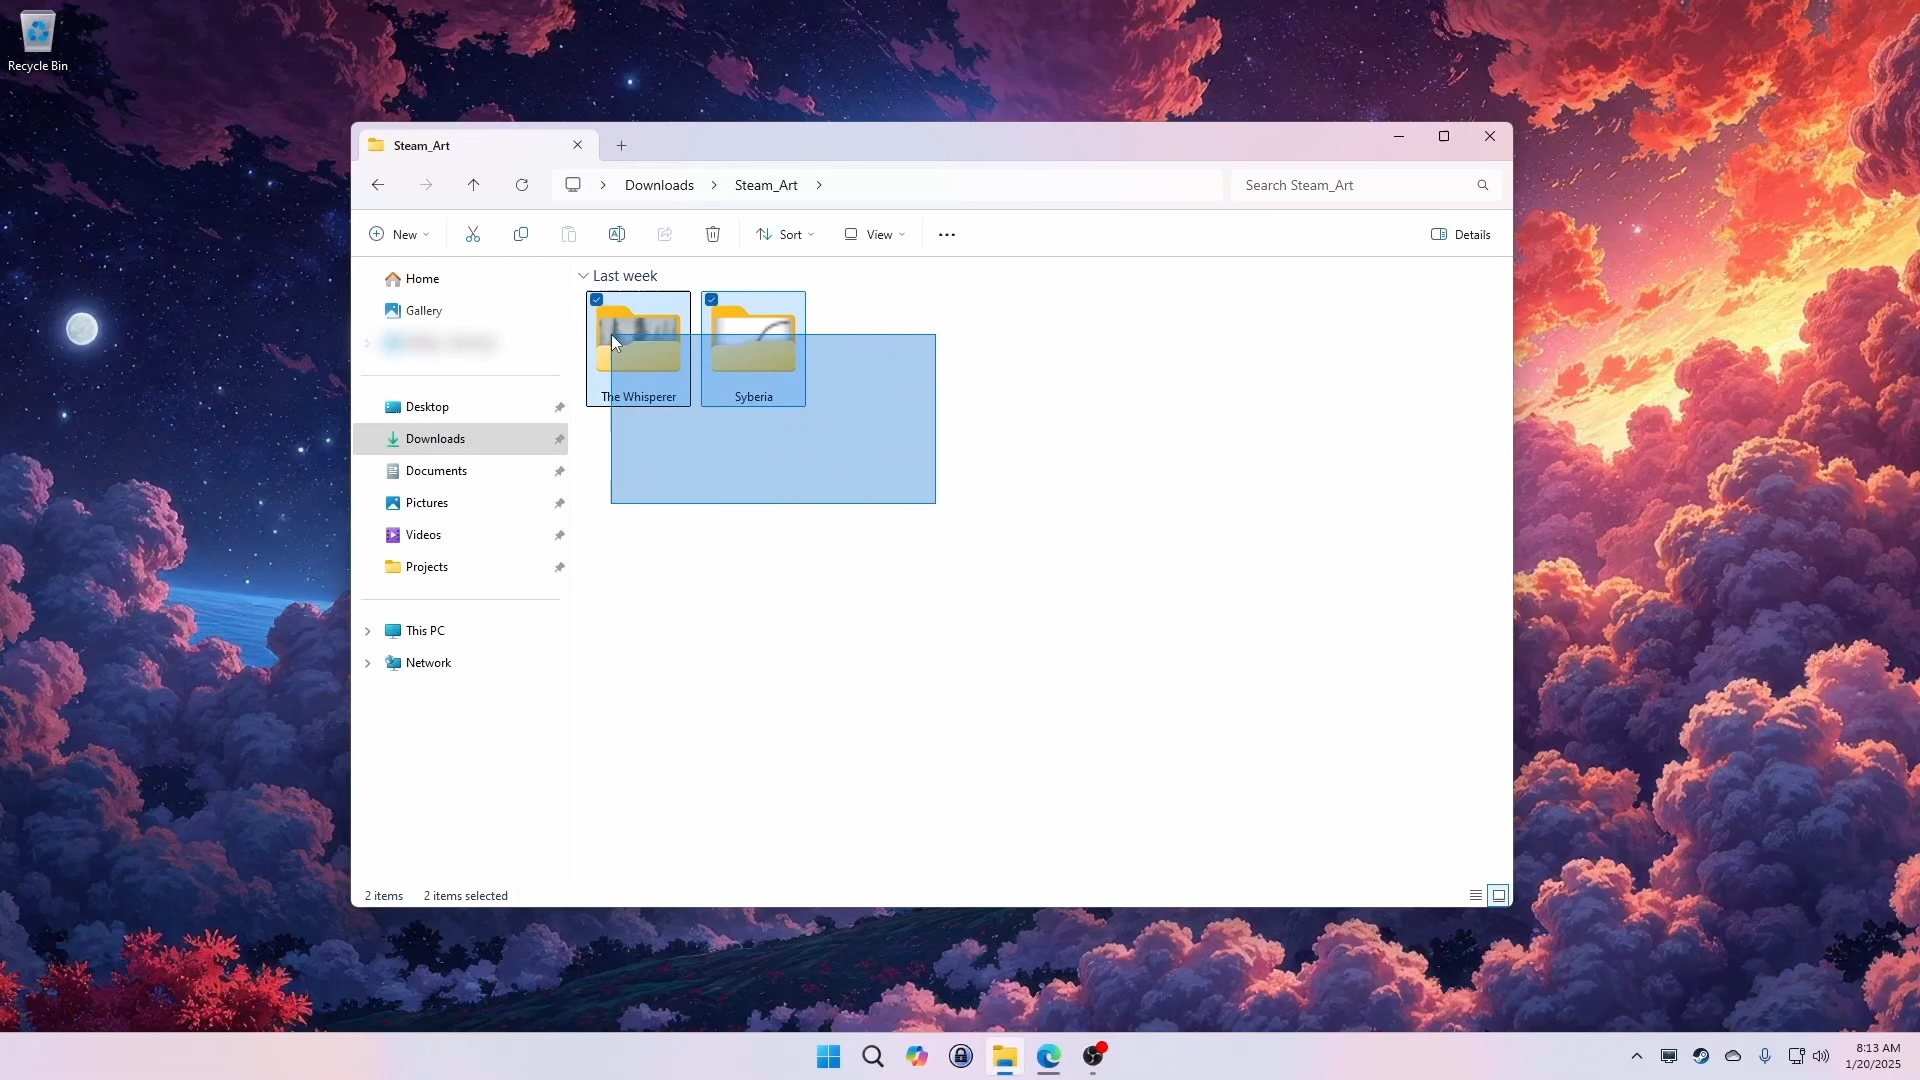 Recycle Bin
Steam_Art
Downloads
Steam_Art
Search Steam_Art
New
Sort
View
Details
Home
Gallery
Desktop
Downloads
Documents
Pictures
Videos
Projects
This PC
Network
Last week
The Whisperer
Syberia
2 items
2 items selected
8:13 AM
1/20/2025